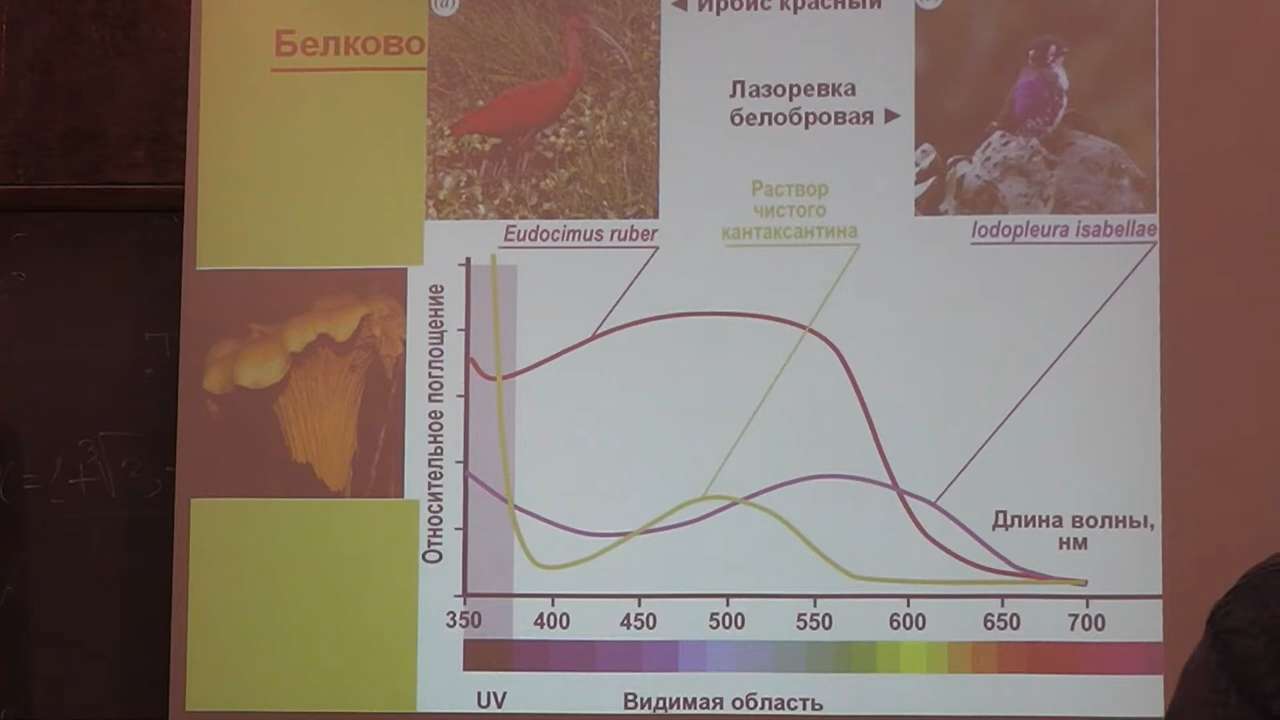 Белково
(a)
◄ Ирбис красный
Лазоревка
белобровая ►
Раствор
чистого
кантаксантина
Eudocimus ruber
Iodopleura isabellae
Относительное поглощение
Длина волны,
нм
350 400 450 500 550 600 650 700
UV
Видимая область